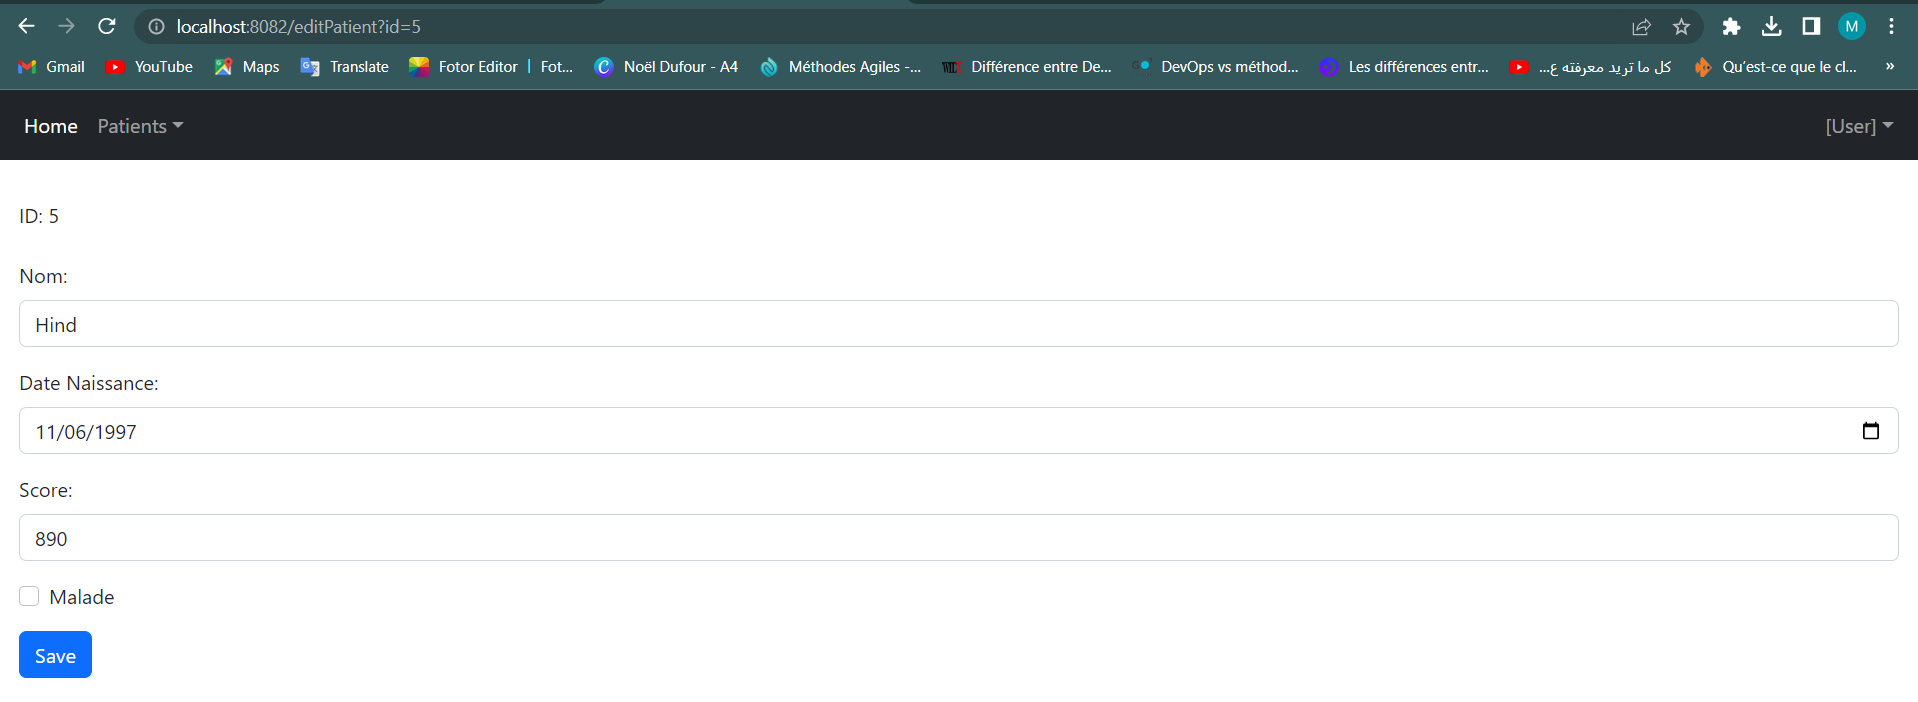 localhost:8082/editPatient?id=5
M
Gmail YouTube Maps Translate Fotor Editor | Fot... Noël Dufour - A4 Méthodes Agiles -... Différence entre De... DevOps vs méthod... Les différences entr... كل ما تريد معرفته ع... Qu'est-ce que le cl... »
Home Patients [User]
ID: 5
Nom:
Hind
Date Naissance:
11/06/1997
Score:
890
Malade
Save